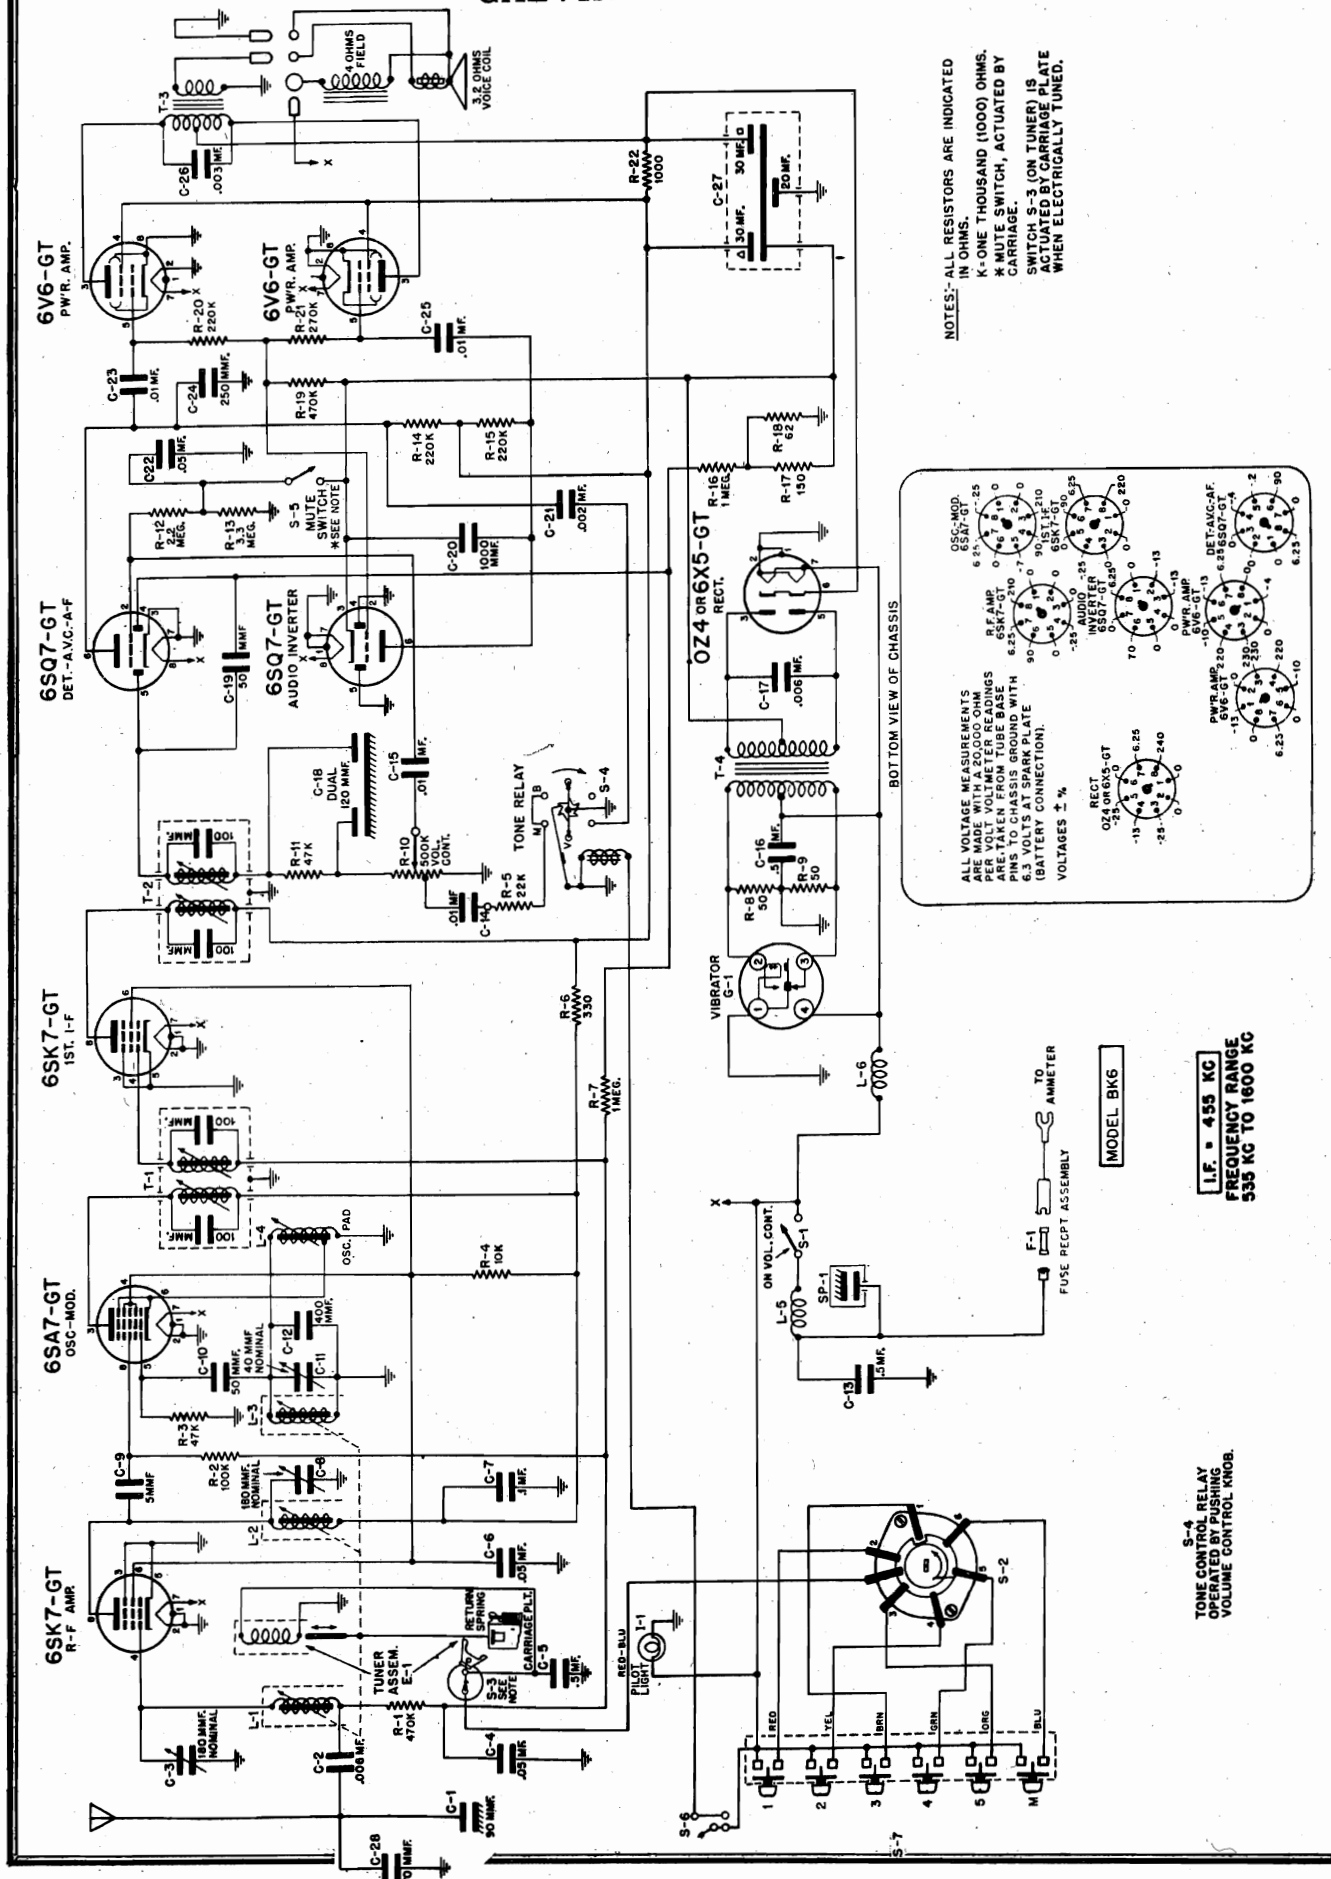 6SK7-GT
R-F AMP.
6SA7-GT
OSC-MOD.
6SK7-GT
1ST. I-F
6SQ7-GT
DET.-A.V.C.-A-F
6V6-GT
PW'R. AMP.
C-3
180 MMF.
NOMINAL
L-1
C-2
.006 MF.
C-28
C-1
90 MMF.
R-1
470K
C-4
.05 MF.
TUNER
ASSEM.
E-1
RETURN
SPRING
CARRIAGE PLT.
S-3
SEE
NOTE
C-5
.5 MF.
C-6
.05 MF.
C-7
.1 MF.
L-2
180 MMF.
NOMINAL
C-8
C-9
5 MMF
R-2
100K
R-3
47K
L-3
C-10
50 MMF.
40 MMF
NOMINAL
C-11
C-12
400
MMF.
L-4
OSC. PAD
R-4
10K
T-1
100
MMF.
100
MMF.
T-2
100
MMF.
100
MMF.
R-6
330
R-7
1 MEG.
R-11
47K
C-18
DUAL
120 MMF.
R-10
500K
VOL.
CONT.
C-15
.01 MF.
C-14
.01 MF
R-5
22K
TONE RELAY
M
B
V
S-4
C-19
50 MMF
6SQ7-GT
AUDIO INVERTER
R-12
2.2
MEG.
R-13
3.3
MEG.
C22
.05 MF.
S-5
MUTE
SWITCH
*SEE NOTE
C-20
1000
MMF.
C-21
.002 MF.
C-23
.01 MF.
C-24
250 MMF.
R-19
470K
R-14
220K
R-15
220K
R-20
220K
R-21
270K
6V6-GT
PW'R. AMP.
C-25
.01 MF.
C-26
.003 MF.
T-3
4 OHMS
FIELD
3.2 OHMS
VOICE COIL
R-22
1000
C-27
30 MF.
30 MF.
20 MF.
R-16
1 MEG.
R-17
150
R-18
62
OZ4 OR 6X5-GT
RECT.
C-17
.006 MF.
T-4
C-16
.5 MF.
R-8
50
R-9
50
VIBRATOR
G-1
L-6
X
ON VOL. CONT.
S-1
L-5
SP-1
C-13
.5 MF.
F-1
TO
AMMETER
FUSE RECPT ASSEMBLY
RED-BLU
PILOT
LIGHT
I-1
S-2
S-6
S-7
1
RED
2
YEL
3
BRN
4
GRN
5
ORG
M
BLU
NOTES:- ALL RESISTORS ARE INDICATED
IN OHMS.
K=ONE THOUSAND (1000) OHMS.
* MUTE SWITCH, ACTUATED BY
CARRIAGE.
SWITCH S-3 (ON TUNER) IS
ACTUATED BY CARRIAGE PLATE
WHEN ELECTRICALLY TUNED.
BOTTOM VIEW OF CHASSIS
ALL VOLTAGE MEASUREMENTS
ARE MADE WITH A 20,000 OHM
PER VOLT VOLTMETER READINGS
ARE TAKEN FROM TUBE BASE
PINS TO CHASSIS GROUND WITH
6.3 VOLTS AT SPARK PLATE
(BATTERY CONNECTION).
VOLTAGES ± %
R.F. AMP.
6SK7-GT
OSC.-MOD.
6SA7-GT
1ST. I-F.
6SK7-GT
AUDIO
INVERTER
6SQ7-GT
DET.-AVC.-AF.
6SQ7-GT
PW'R. AMP.
6V6-GT
PW'R. AMP.
6V6-GT
RECT
OZ4 OR 6X5-GT
MODEL BK6
I.F. = 455 KC
FREQUENCY RANGE
535 KC TO 1600 KC
S-4
TONE CONTROL RELAY
OPERATED BY PUSHING
VOLUME CONTROL KNOB.